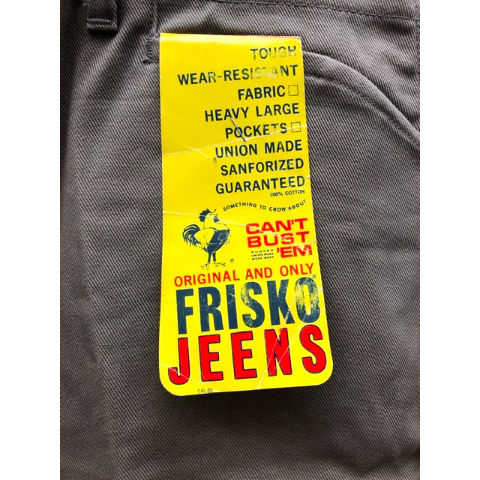 TOUGH
WEAR-RESISTANT
FABRIC
HEAVY LARGE
POCKETS
UNION MADE
SANFORIZED
GUARANTEED
100% COTTON
SOMETHING TO CROW ABOUT
CAN'T
BUST
'EM
ORIGINAL AND ONLY
FRISKO
JEENS